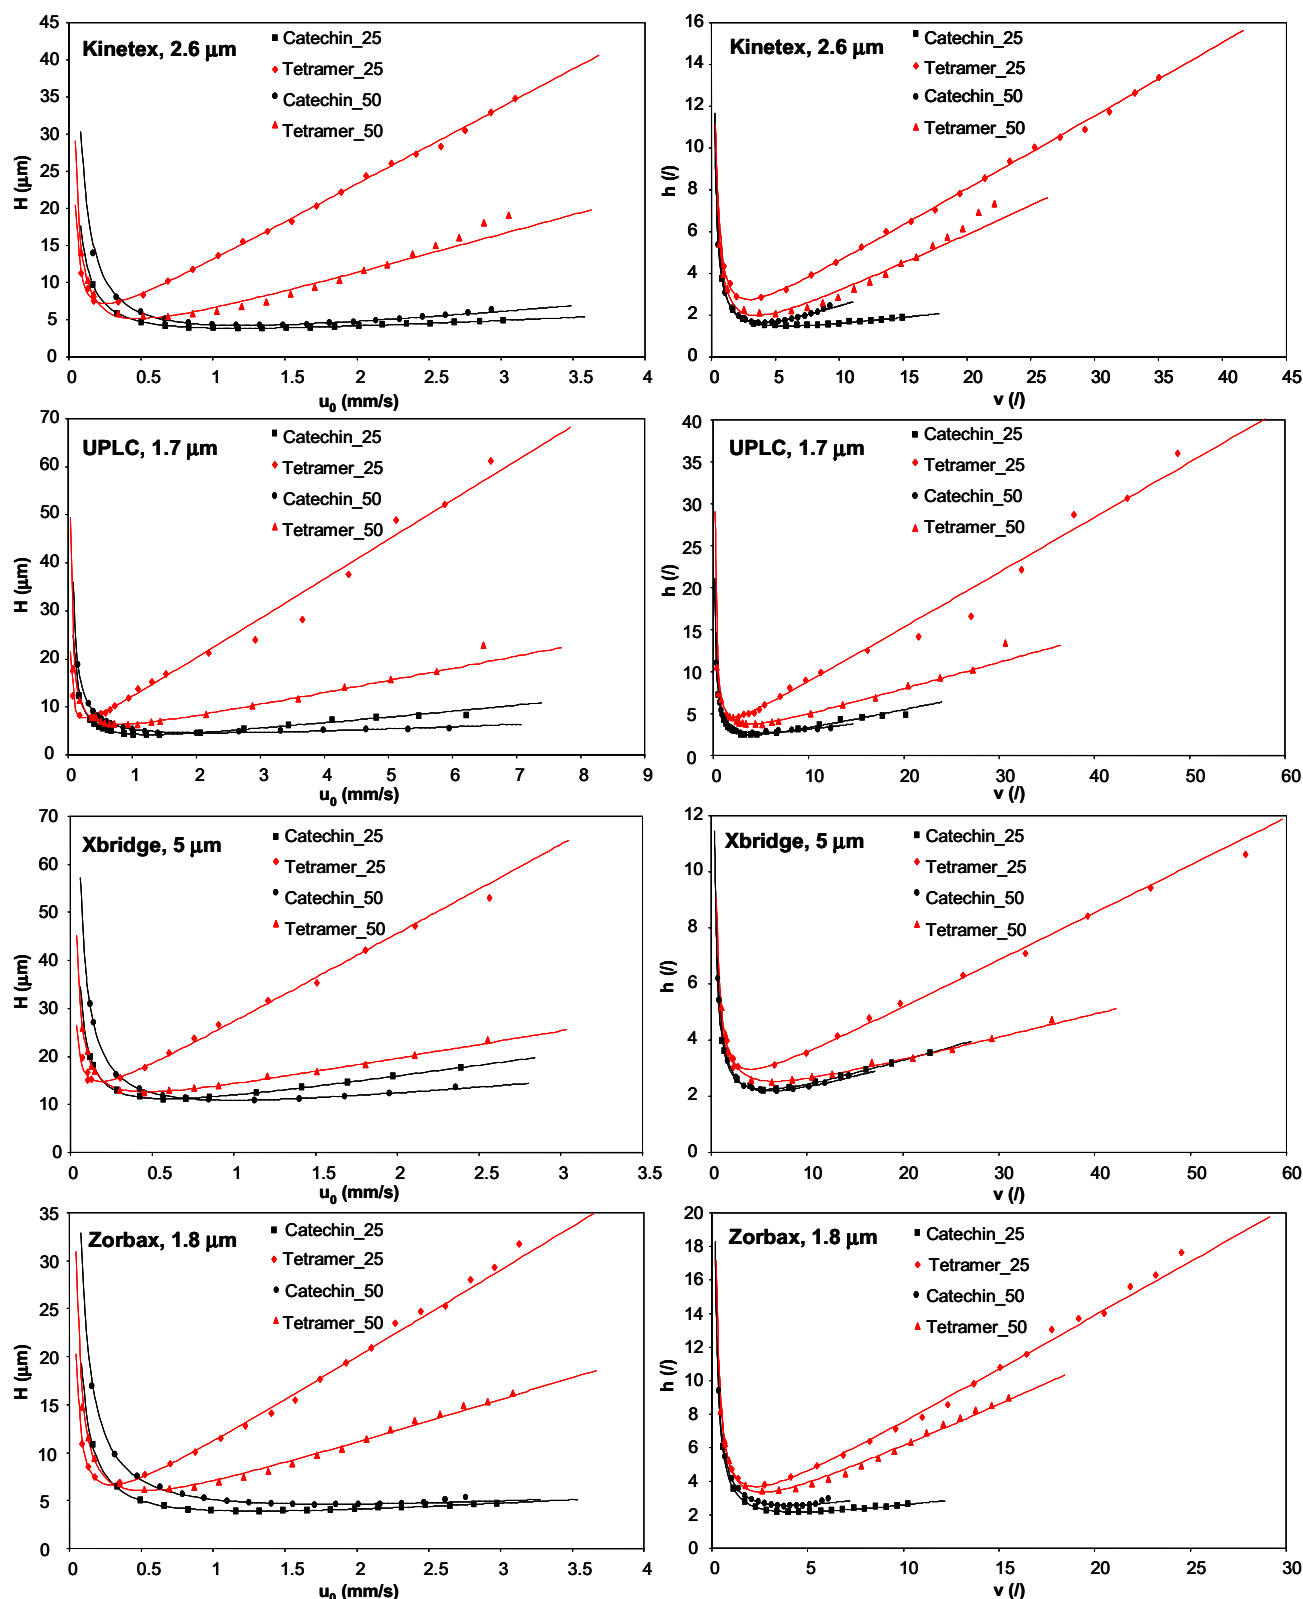 Kinetex, 2.6 μm
Catechin_25
Tetramer_25
Catechin_50
Tetramer_50
H (μm)
45
40
35
30
25
20
15
10
5
0
0 0.5 1 1.5 2 2.5 3 3.5 4
u0 (mm/s)
Kinetex, 2.6 μm
Catechin_25
Tetramer_25
Catechin_50
Tetramer_50
h (/)
16
14
12
10
8
6
4
2
0
0 5 10 15 20 25 30 35 40 45
v (/)
UPLC, 1.7 μm
Catechin_25
Tetramer_25
Catechin_50
Tetramer_50
H (μm)
70
60
50
40
30
20
10
0
0 1 2 3 4 5 6 7 8 9
u0 (mm/s)
UPLC, 1.7 μm
Catechin_25
Tetramer_25
Catechin_50
Tetramer_50
h (/)
40
35
30
25
20
15
10
5
0
0 10 20 30 40 50 60
v (/)
Xbridge, 5 μm
Catechin_25
Tetramer_25
Catechin_50
Tetramer_50
H (μm)
70
60
50
40
30
20
10
0
0 0.5 1 1.5 2 2.5 3 3.5
u0 (mm/s)
Xbridge, 5 μm
Catechin_25
Tetramer_25
Catechin_50
Tetramer_50
h (/)
12
10
8
6
4
2
0
0 10 20 30 40 50 60
v (/)
Zorbax, 1.8 μm
Catechin_25
Tetramer_25
Catechin_50
Tetramer_50
H (μm)
35
30
25
20
15
10
5
0
0 0.5 1 1.5 2 2.5 3 3.5 4
u0 (mm/s)
Zorbax, 1.8 μm
Catechin_25
Tetramer_25
Catechin_50
Tetramer_50
h (/)
20
18
16
14
12
10
8
6
4
2
0
0 5 10 15 20 25 30
v (/)